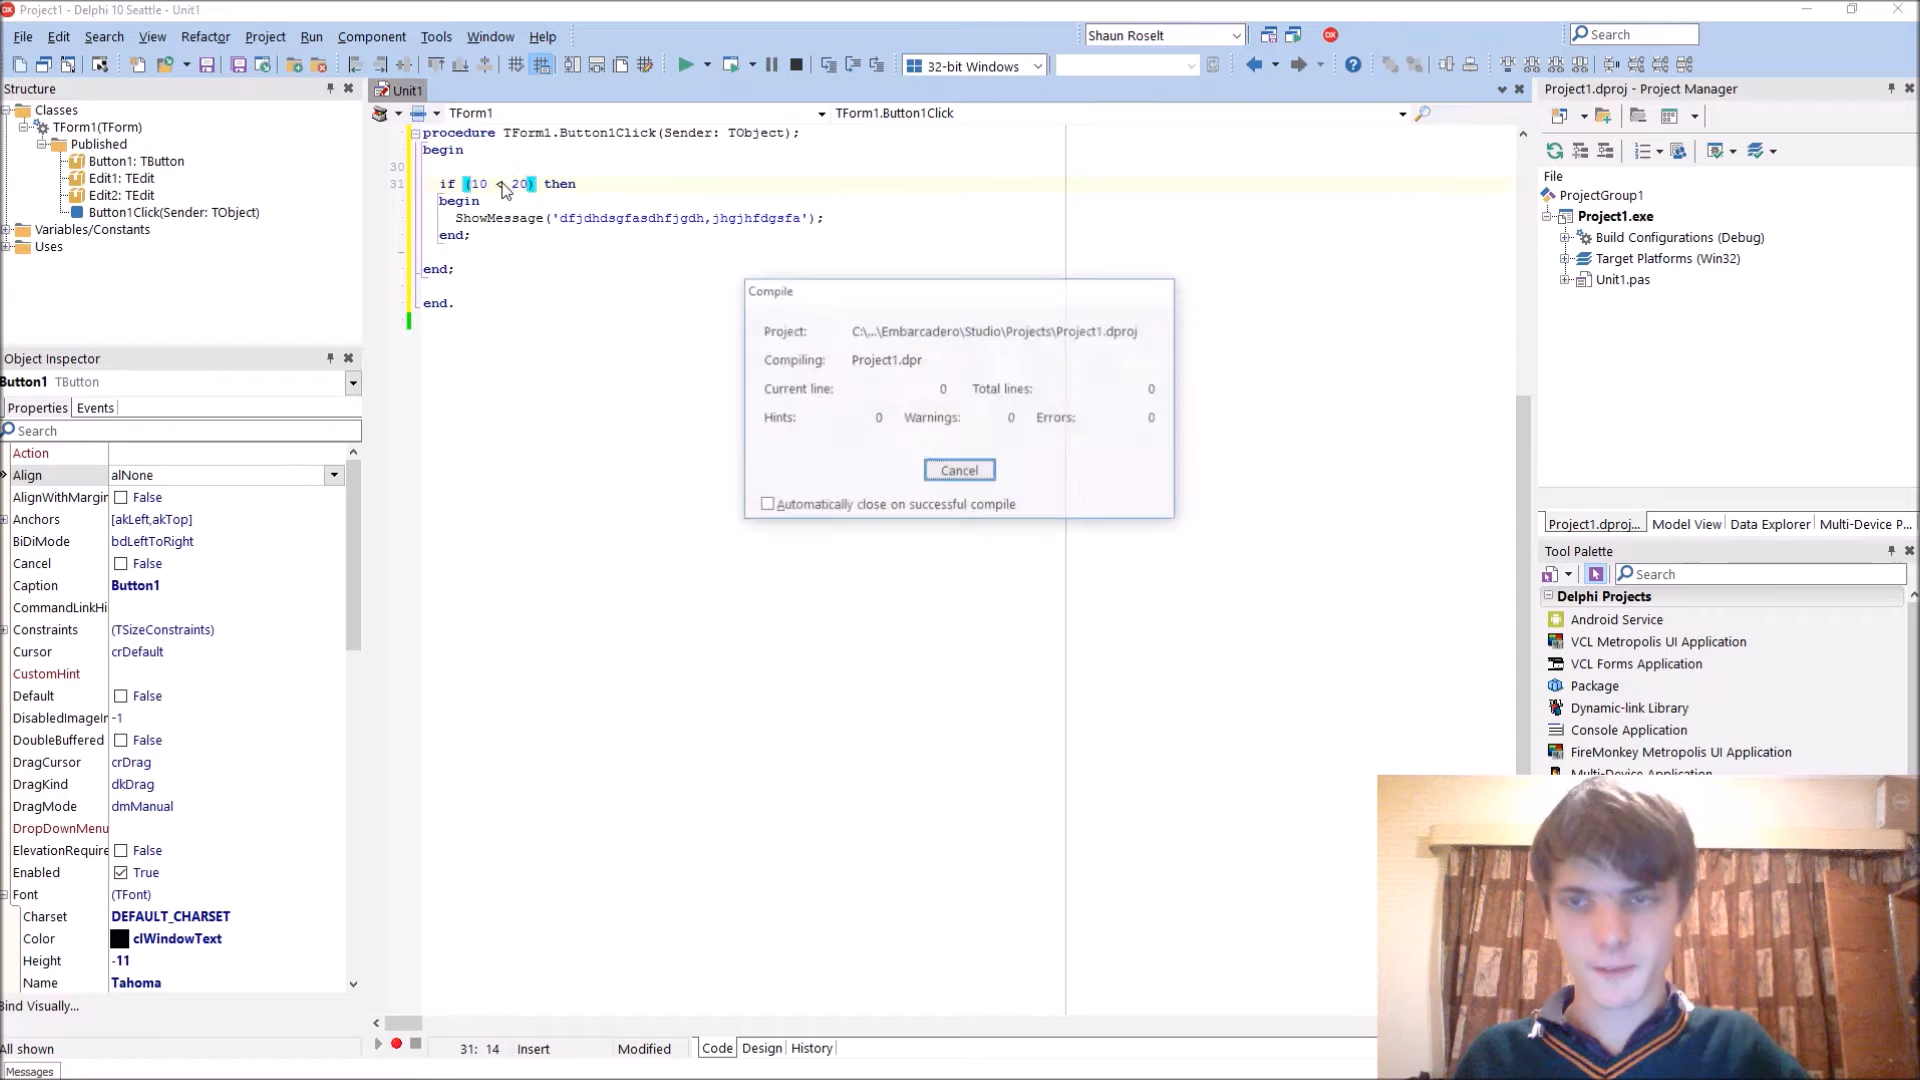 Project1 - Delphi 10 Seattle - Unit1
File Edit Search View Refactor Project Run Component Tools Window Help
Shaun Roselt
Search
32-bit Windows
Structure
Classes
TForm1(TForm)
Published
Button1: TButton
Edit1: TEdit
Edit2: TEdit
Button1Click(Sender: TObject)
Variables/Constants
Uses
Object Inspector
Button1 TButton
Properties Events
Search
Action
Align alNone
AlignWithMargin False
Anchors [akLeft,akTop]
BiDiMode bdLeftToRight
Cancel False
Caption Button1
CommandLinkHi
Constraints (TSizeConstraints)
Cursor crDefault
CustomHint
Default False
DisabledImageIr -1
DoubleBuffered False
DragCursor crDrag
DragKind dkDrag
DragMode dmManual
DropDownMenu
ElevationRequire False
Enabled True
Font (TFont)
Charset DEFAULT_CHARSET
Color clWindowText
Height -11
Name Tahoma
Bind Visually...
All shown
Messages
Unit1
TForm1 TForm1.Button1Click
procedure TForm1.Button1Click(Sender: TObject);
begin
30
31 if (10 < 20) then
begin
ShowMessage('dfjdhdsgfasdhfjgdh,jhgjhfdgsfa');
end;
end;
end.
Compile
Project: C:\...\Embarcadero\Studio\Projects\Project1.dproj
Compiling: Project1.dpr
Current line: 0 Total lines: 0
Hints: 0 Warnings: 0 Errors: 0
Cancel
Automatically close on successful compile
31: 14 Insert Modified Code Design History
Project1.dproj - Project Manager
File
ProjectGroup1
Project1.exe
Build Configurations (Debug)
Target Platforms (Win32)
Unit1.pas
Project1.dproj... Model View Data Explorer Multi-Device P...
Tool Palette
Search
Delphi Projects
Android Service
VCL Metropolis UI Application
VCL Forms Application
Package
Dynamic-link Library
Console Application
FireMonkey Metropolis UI Application
Multi-Device Application